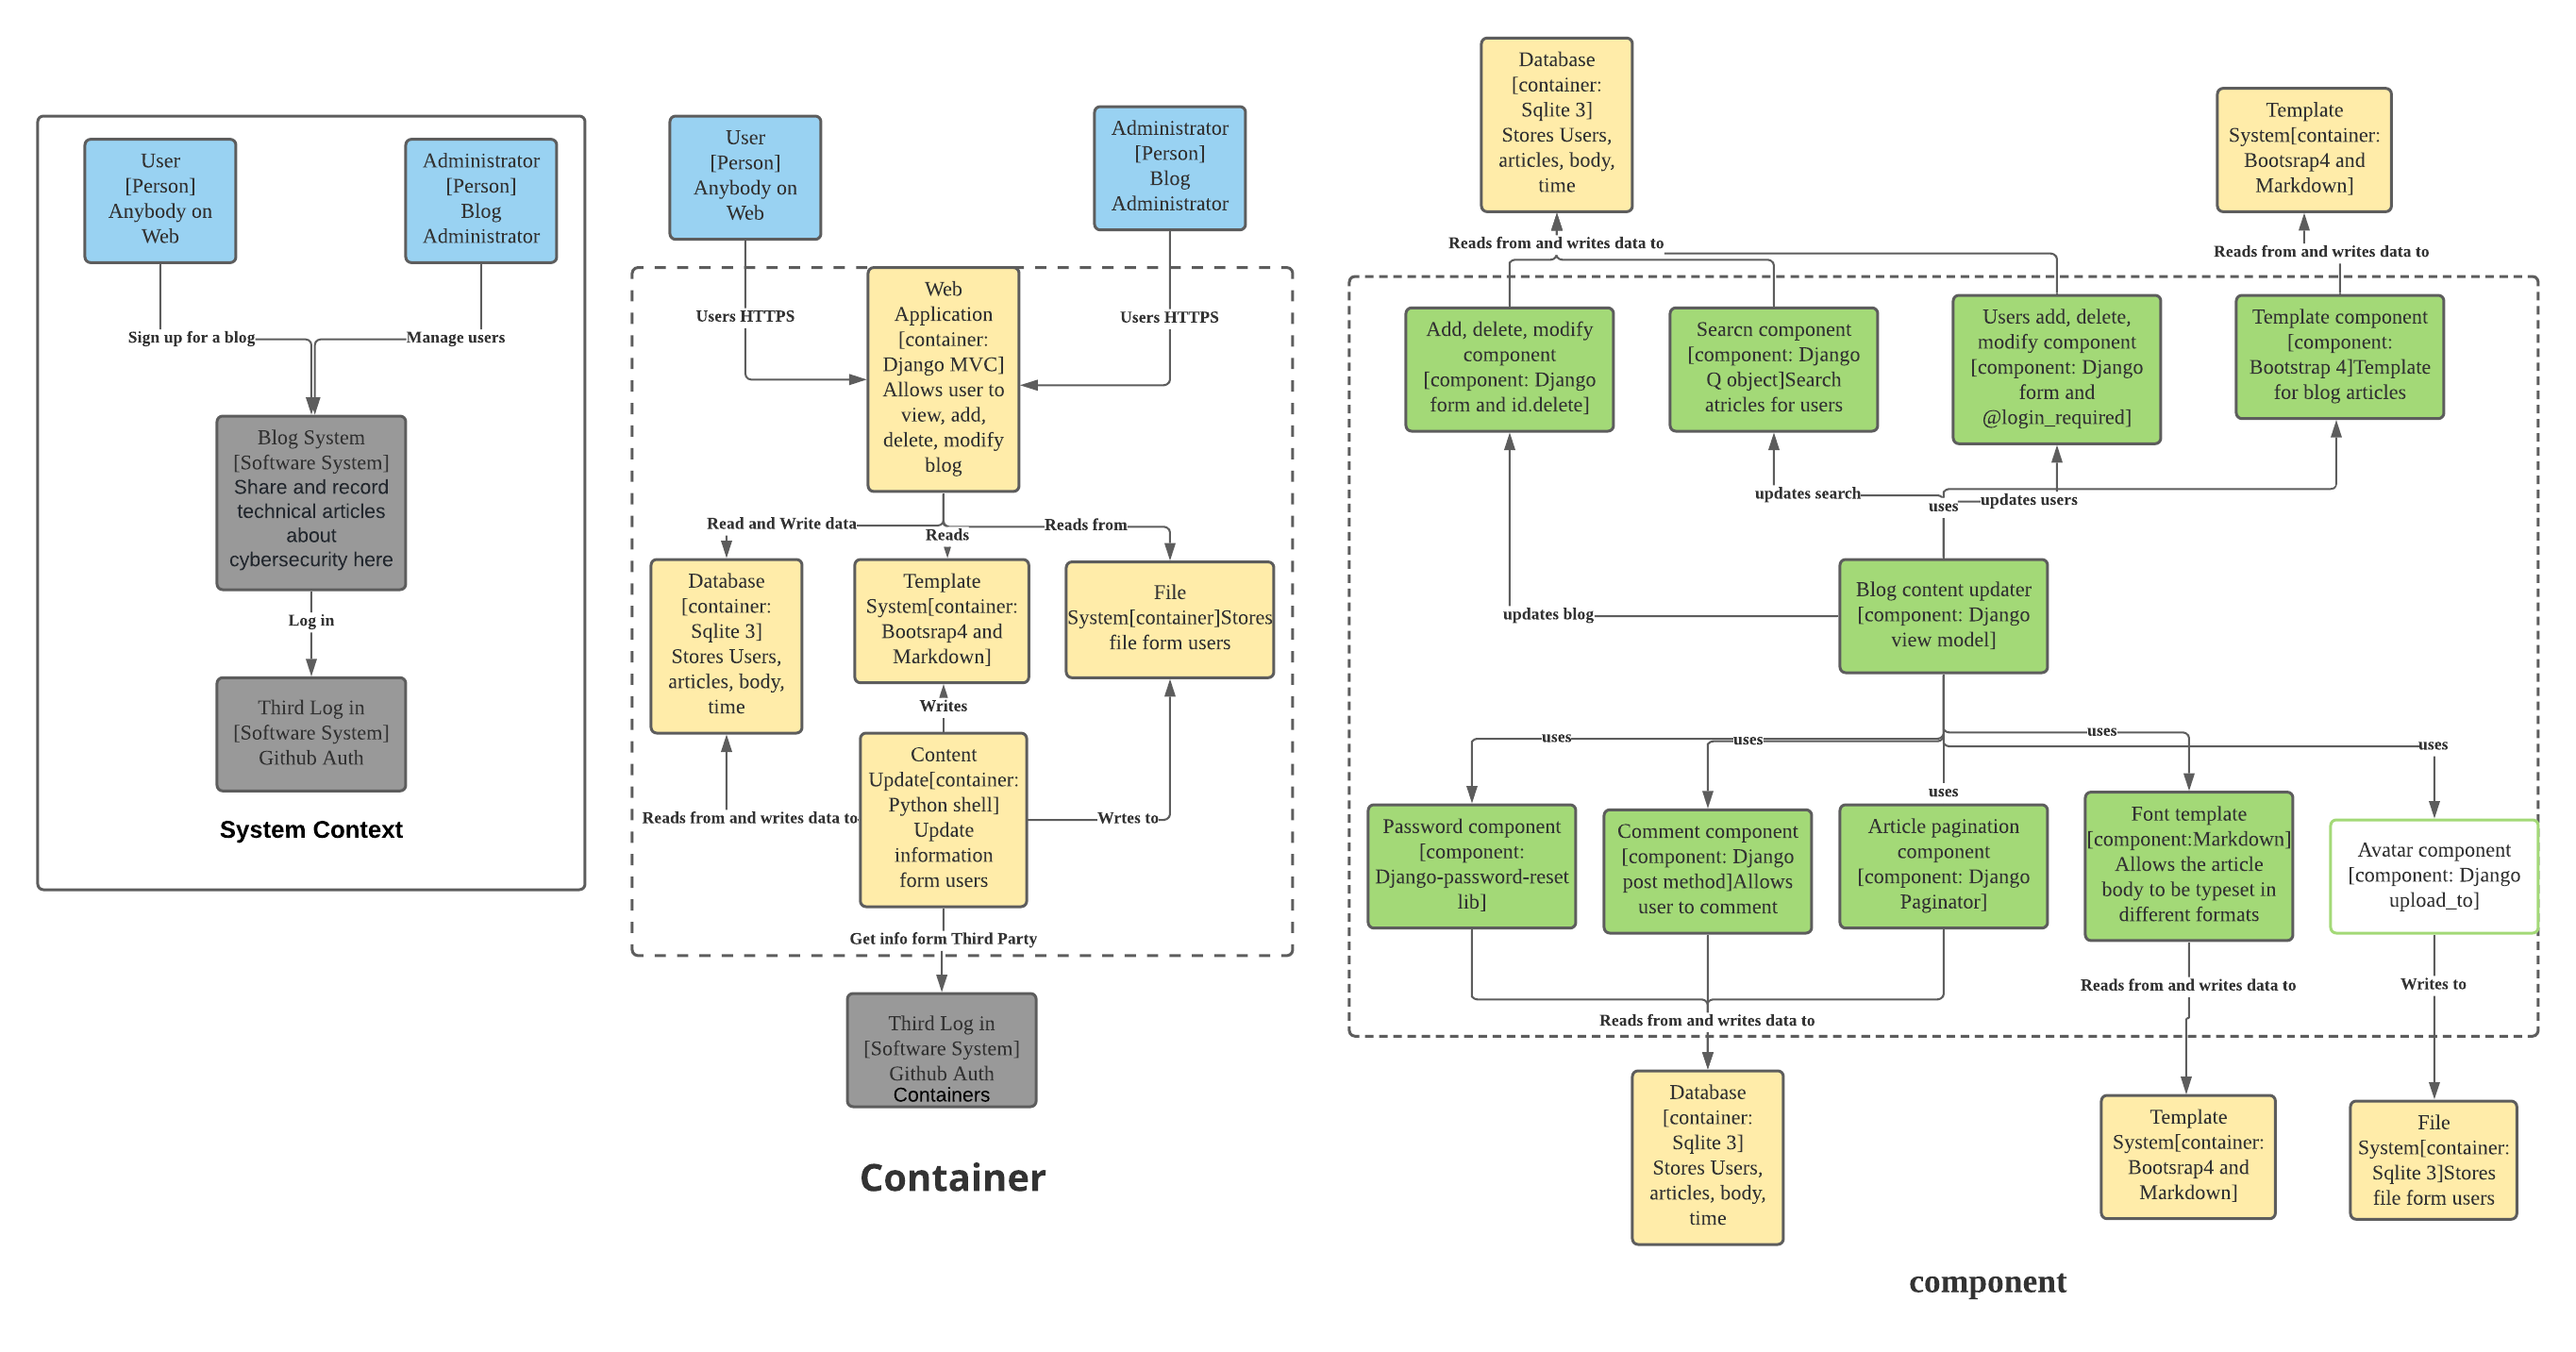 User
[Person]
Anybody on
Web
Administrator
[Person]
Blog
Administrator
Sign up for a blog
Manage users
Blog System
[Software System]
Share and record
technical articles
about
cybersecurity here
Log in
Third Log in
[Software System]
Github Auth
System Context
User
[Person]
Anybody on
Web
Administrator
[Person]
Blog
Administrator
Users HTTPS
Users HTTPS
Web
Application
[container:
Django MVC]
Allows user to
view, add,
delete, modify
blog
Read and Write data
Reads
Reads from
Database
[container:
Sqlite 3]
Stores Users,
articles, body,
time
Template
System[container:
Bootsrap4 and
Markdown]
File
System[container]Stores
file form users
Writes
Content
Update[container:
Python shell]
Update
information
form users
Reads from and writes data to
Wrtes to
Get info form Third Party
Third Log in
[Software System]
Github Auth
Containers
Container
Database
[container:
Sqlite 3]
Stores Users,
articles, body,
time
Template
System[container:
Bootsrap4 and
Markdown]
Reads from and writes data to
Reads from and writes data to
Add, delete, modify
component
[component: Django
form and id.delete]
Searcn component
[component: Django
Q object]Search
atricles for users
Users add, delete,
modify component
[component: Django
form and
@login_required]
Template component
[component:
Bootstrap 4]Template
for blog articles
updates search
uses
updates users
updates blog
Blog content updater
[component: Django
view model]
uses
uses
uses
uses
uses
Password component
[component:
Django-password-reset
lib]
Comment component
[component: Django
post method]Allows
user to comment
Article pagination
component
[component: Django
Paginator]
Font template
[component:Markdown]
Allows the article
body to be typeset in
different formats
Avatar component
[component: Django
upload_to]
Reads from and writes data to
Reads from and writes data to
Writes to
Database
[container:
Sqlite 3]
Stores Users,
articles, body,
time
Template
System[container:
Bootsrap4 and
Markdown]
File
System[container:
Sqlite 3]Stores
file form users
component